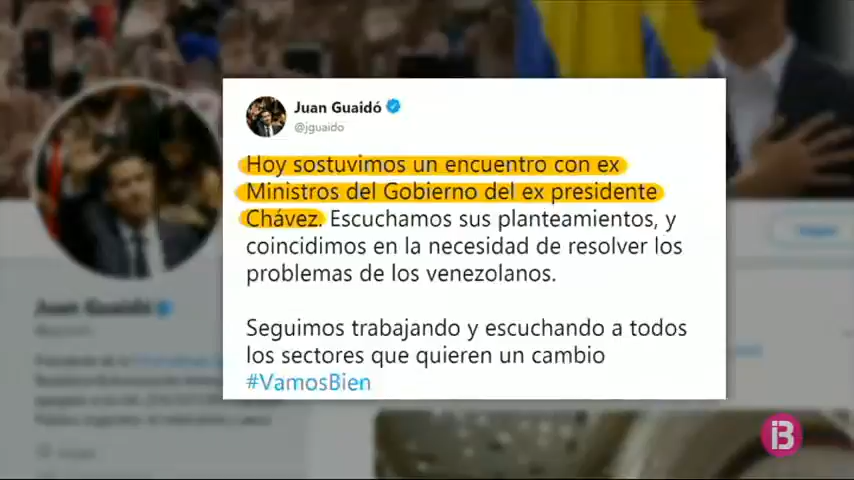 Juan Guaidó
@jguaido
Hoy sostuvimos un encuentro con ex
Ministros del Gobierno del ex presidente
Chávez. Escuchamos sus planteamientos, y
coincidimos en la necesidad de resolver los
problemas de los venezolanos.
Seguimos trabajando y escuchando a todos
los sectores que quieren un cambio
#VamosBien
Juan Guaidó
IB3